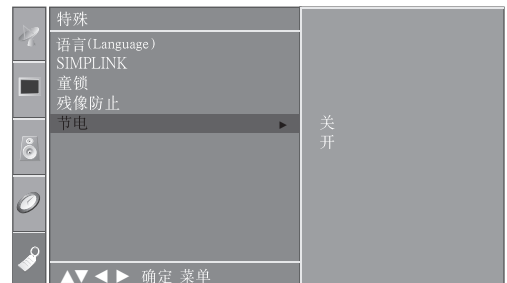 特殊
语言(Language)
SIMPLINK
童锁
残像防止
节电 ►
关
开
▲▼◄► 确定 菜单